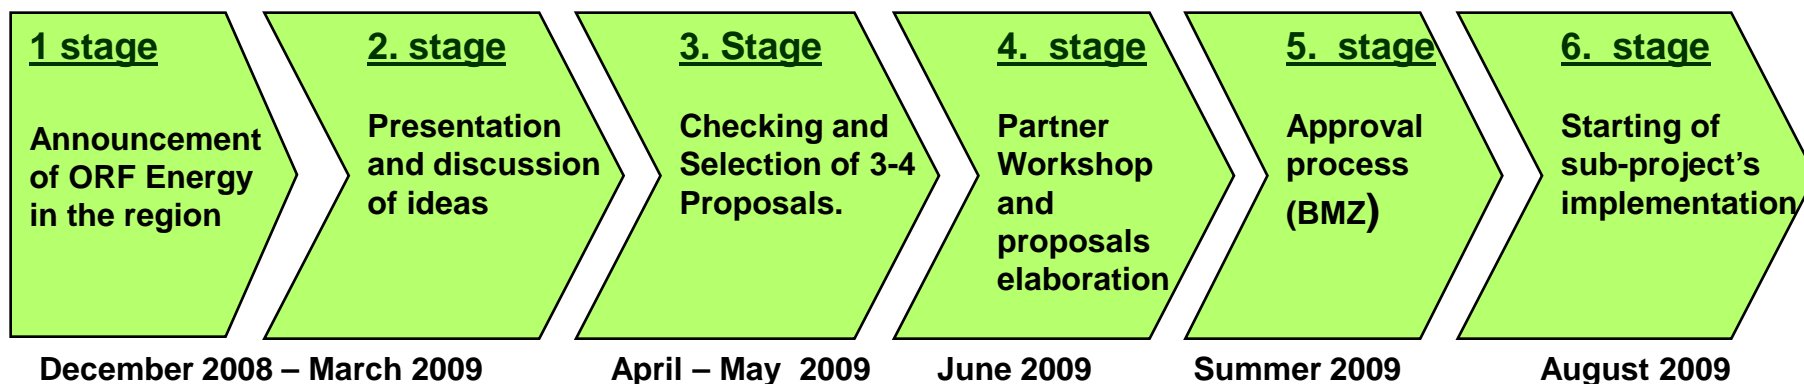 1 stage
Announcement
of ORF Energy
in the region
2. stage
Presentation
and discussion
of ideas
3. Stage
Checking and
Selection of 3-4
Proposals.
4. stage
Partner
Workshop
and
proposals
elaboration
5. stage
Approval
process
(BMZ)
6. stage
Starting of
sub-project's
implementation
December 2008 – March 2009
April – May 2009
June 2009
Summer 2009
August 2009